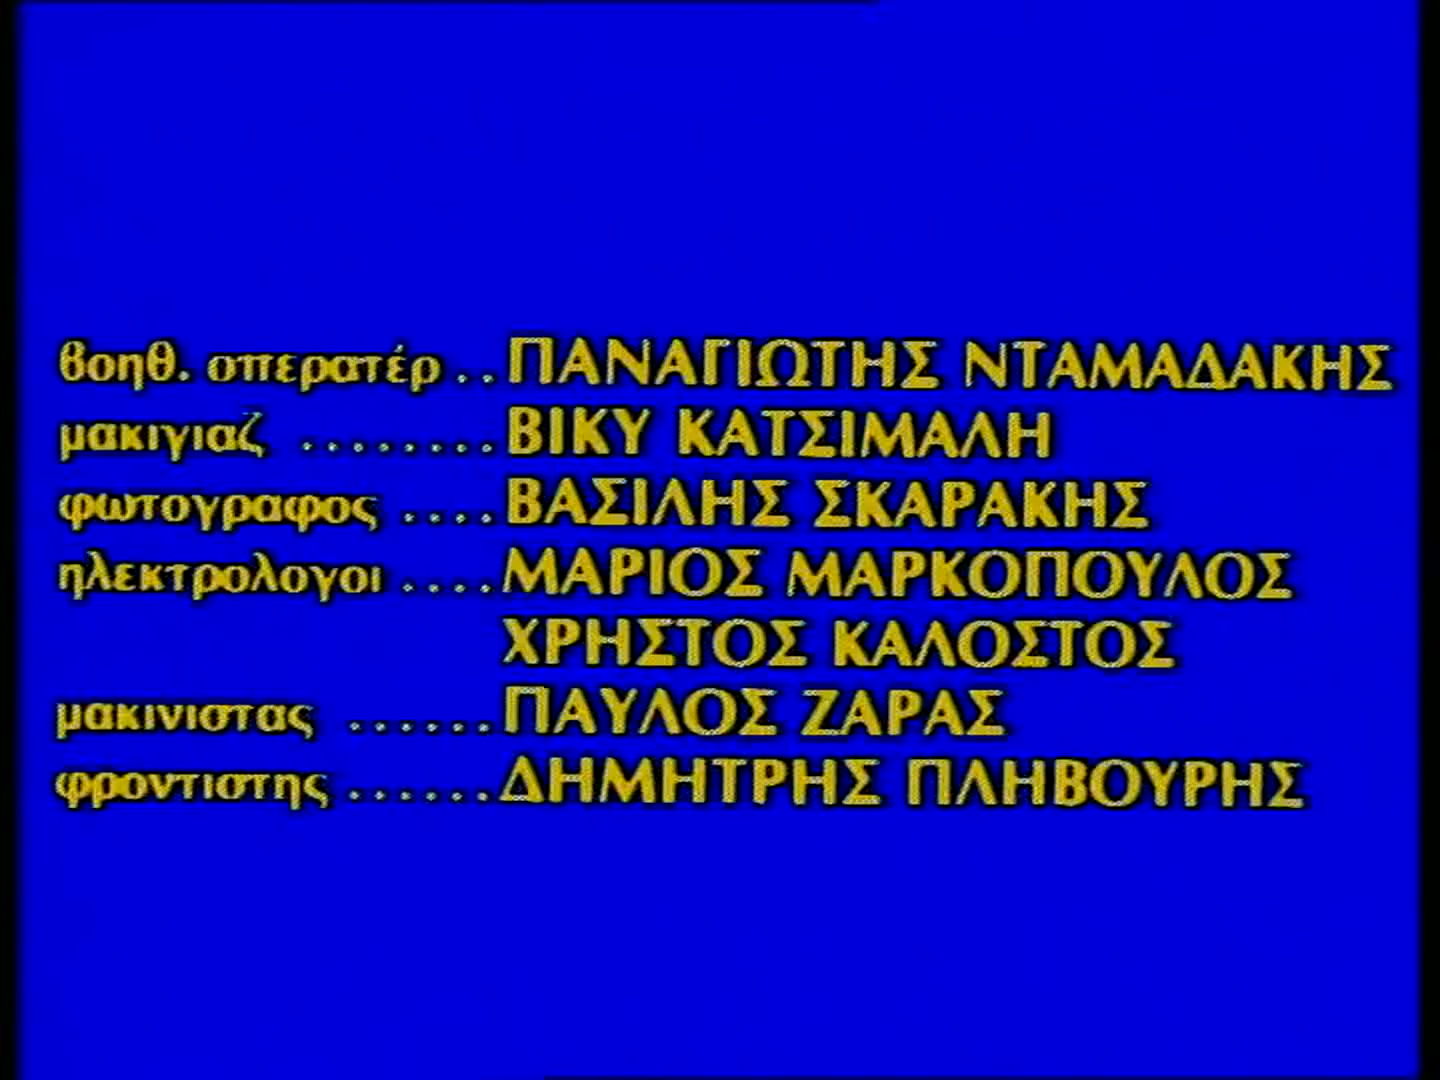 βοηθ. οπερατέρ ..ΠΑΝΑΓΙΩΤΗΣ ΝΤΑΜΑΔΑΚΗΣ
μακιγιαζ ........ΒΙΚΥ ΚΑΤΣΙΜΑΛΗ
φωτογραφος ....ΒΑΣΙΛΗΣ ΣΚΑΡΑΚΗΣ
ηλεκτρολογοι ....ΜΑΡΙΟΣ ΜΑΡΚΟΠΟΥΛΟΣ
ΧΡΗΣΤΟΣ ΚΑΛΟΣΤΟΣ
μακινιστας ......ΠΑΥΛΟΣ ΖΑΡΑΣ
φροντιστης ......ΔΗΜΗΤΡΗΣ ΠΛΗΒΟΥΡΗΣ